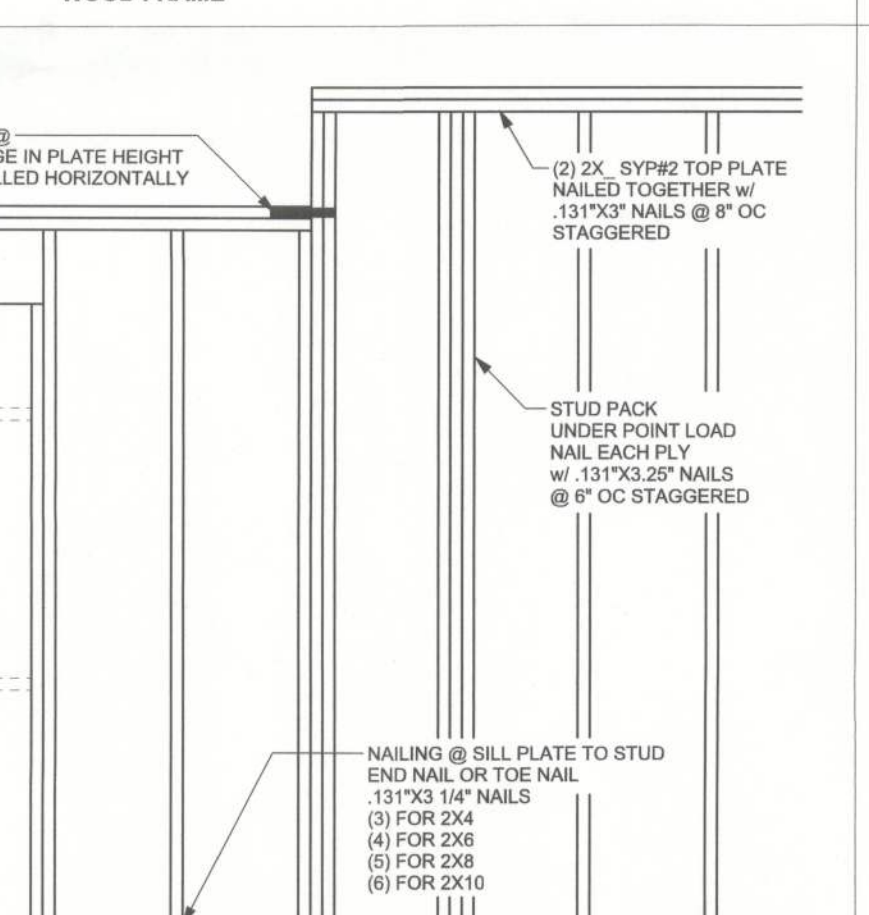 @
IN PLATE HEIGHT
HORIZONTALLY
(2) 2X_ SYP#2 TOP PLATE
NAILED TOGETHER w/
.131"X3" NAILS @ 8" OC
STAGGERED
STUD PACK
UNDER POINT LOAD
NAIL EACH PLY
w/ .131"X3.25" NAILS
@ 6" OC STAGGERED
NAILING @ SILL PLATE TO STUD
END NAIL OR TOE NAIL
.131"X3 1/4" NAILS
(3) FOR 2X4
(4) FOR 2X6
(5) FOR 2X8
(6) FOR 2X10